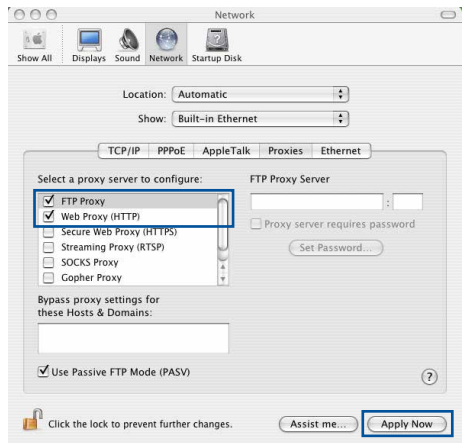 Network
Show All Displays Sound Network Startup Disk
Location: Automatic
Show: Built-in Ethernet
TCP/IP PPPoE AppleTalk Proxies Ethernet
Select a proxy server to configure:
FTP Proxy
Web Proxy (HTTP)
Secure Web Proxy (HTTPS)
Streaming Proxy (RTSP)
SOCKS Proxy
Gopher Proxy
FTP Proxy Server
:
Proxy server requires password
Set Password...
Bypass proxy settings for
these Hosts & Domains:
Use Passive FTP Mode (PASV)
?
Click the lock to prevent further changes.
Assist me... Apply Now